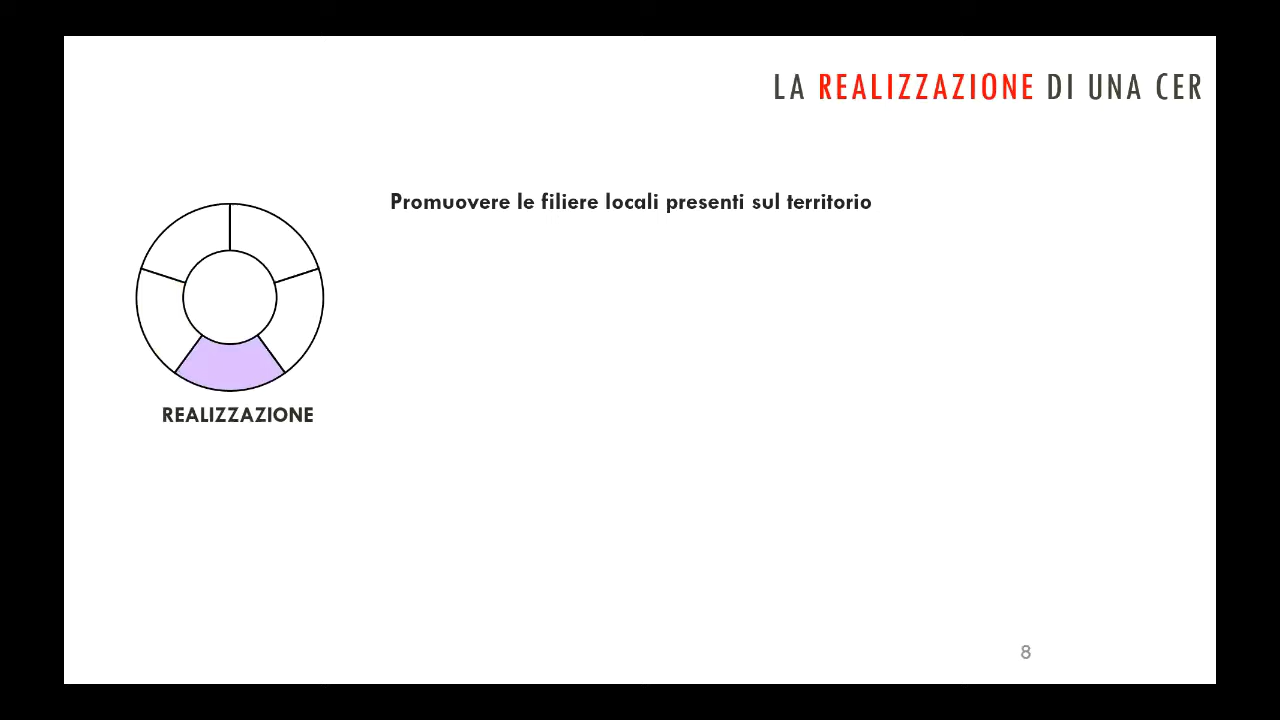 LA REALIZZAZIONE DI UNA CER
Promuovere le filiere locali presenti sul territorio
REALIZZAZIONE
8